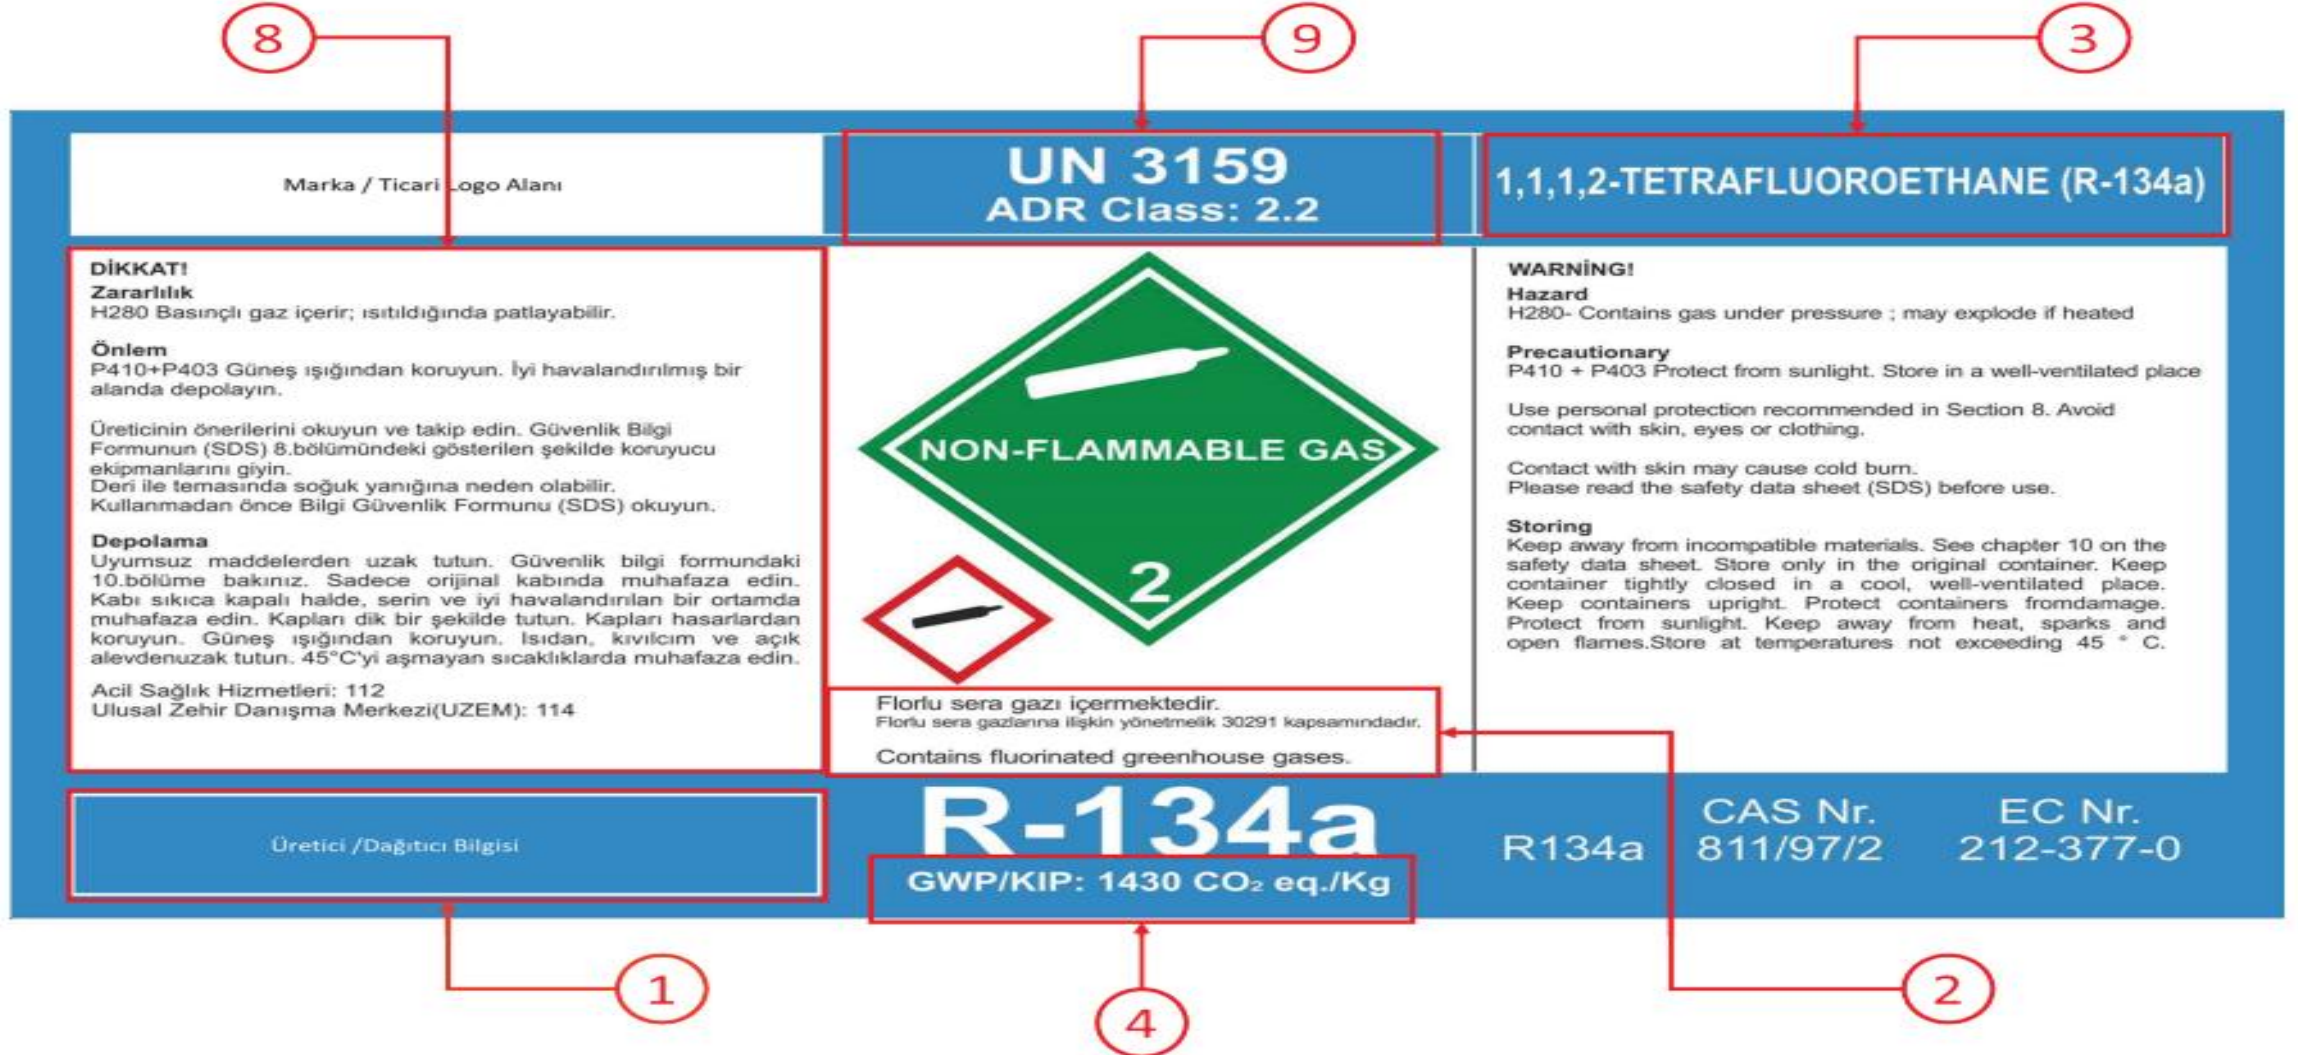 8
9
3
Marka / Ticari Logo Alanı
UN 3159
ADR Class: 2.2
1,1,1,2-TETRAFLUOROETHANE (R-134a)
DİKKAT!
Zararlılık
H280 Basınçlı gaz içerir; ısıtıldığında patlayabilir.
Önlem
P410+P403 Güneş ışığından koruyun. İyi havalandırılmış bir
alanda depolayın.
Üreticinin önerilerini okuyun ve takip edin. Güvenlik Bilgi
Formunun (SDS) 8.bölümündeki gösterilen şekilde koruyucu
ekipmanlarını giyin.
Deri ile temasında soğuk yanığına neden olabilir.
Kullanmadan önce Bilgi Güvenlik Formunu (SDS) okuyun.
Depolama
Uyumsuz maddelerden uzak tutun. Güvenlik bilgi formundaki
10.bölüme bakınız. Sadece orijinal kabında muhafaza edin.
Kabı sıkıca kapalı halde, serin ve iyi havalandırılan bir ortamda
muhafaza edin. Kapları dik bir şekilde tutun. Kapları hasarlardan
koruyun. Güneş ışığından koruyun. Isıdan, kıvılcım ve açık
alevdenuzak tutun. 45°C'yi aşmayan sıcaklıklarda muhafaza edin.
Acil Sağlık Hizmetleri: 112
Ulusal Zehir Danışma Merkezi(UZEM): 114
NON-FLAMMABLE GAS
2
Florlu sera gazı içermektedir.
Florlu sera gazlarına ilişkin yönetmelik 30291 kapsamındadır.
Contains fluorinated greenhouse gases.
WARNİNG!
Hazard
H280- Contains gas under pressure ; may explode if heated
Precautionary
P410 + P403 Protect from sunlight. Store in a well-ventilated place
Use personal protection recommended in Section 8. Avoid
contact with skin, eyes or clothing.
Contact with skin may cause cold burn.
Please read the safety data sheet (SDS) before use.
Storing
Keep away from incompatible materials. See chapter 10 on the
safety data sheet. Store only in the original container. Keep
container tightly closed in a cool, well-ventilated place.
Keep containers upright. Protect containers fromdamage.
Protect from sunlight. Keep away from heat, sparks and
open flames.Store at temperatures not exceeding 45 ° C.
Üretici /Dağıtıcı Bilgisi
R-134a
GWP/KIP: 1430 CO₂ eq./Kg
R134a
CAS Nr.
811/97/2
EC Nr.
212-377-0
1
4
2